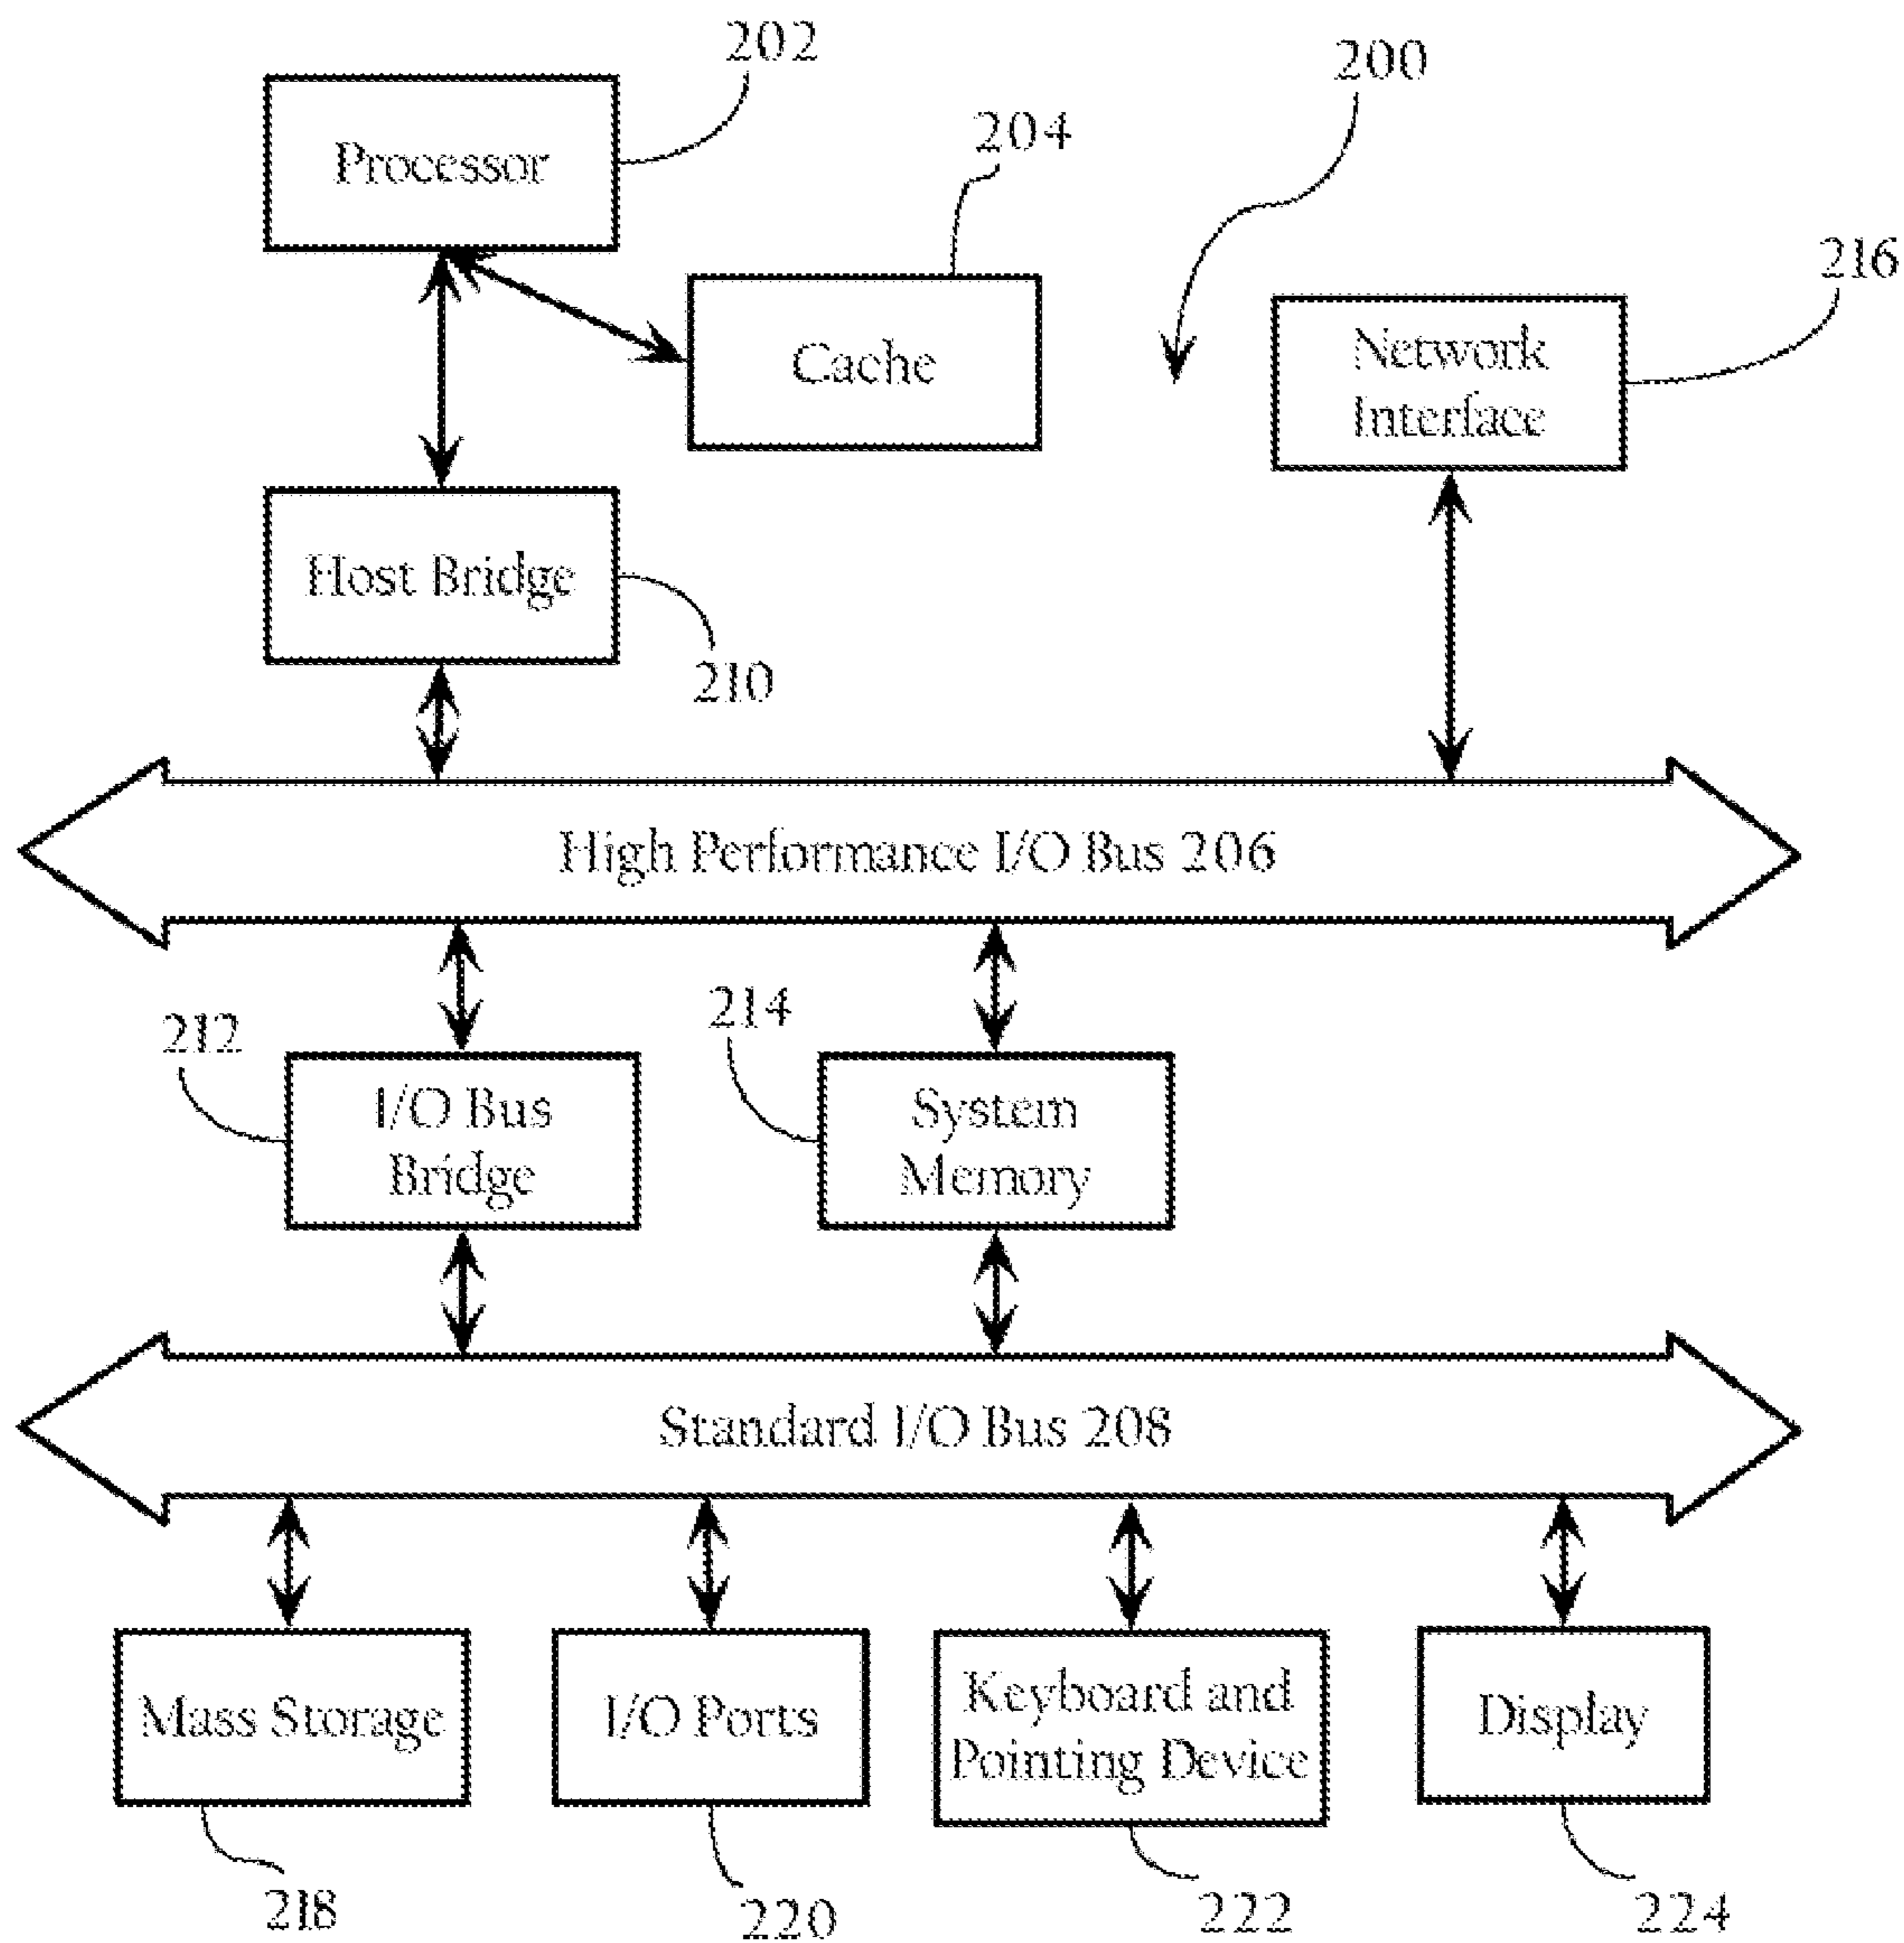 202
200
Processor
204
216
Cache
Network
Interface
Host Bridge
210
High Performance I/O Bus 206
212
214
I/O Bus
Bridge
System
Memory
Standard I/O Bus 208
Mass Storage
I/O Ports
Keyboard and
Pointing Device
Display
218
220
222
224